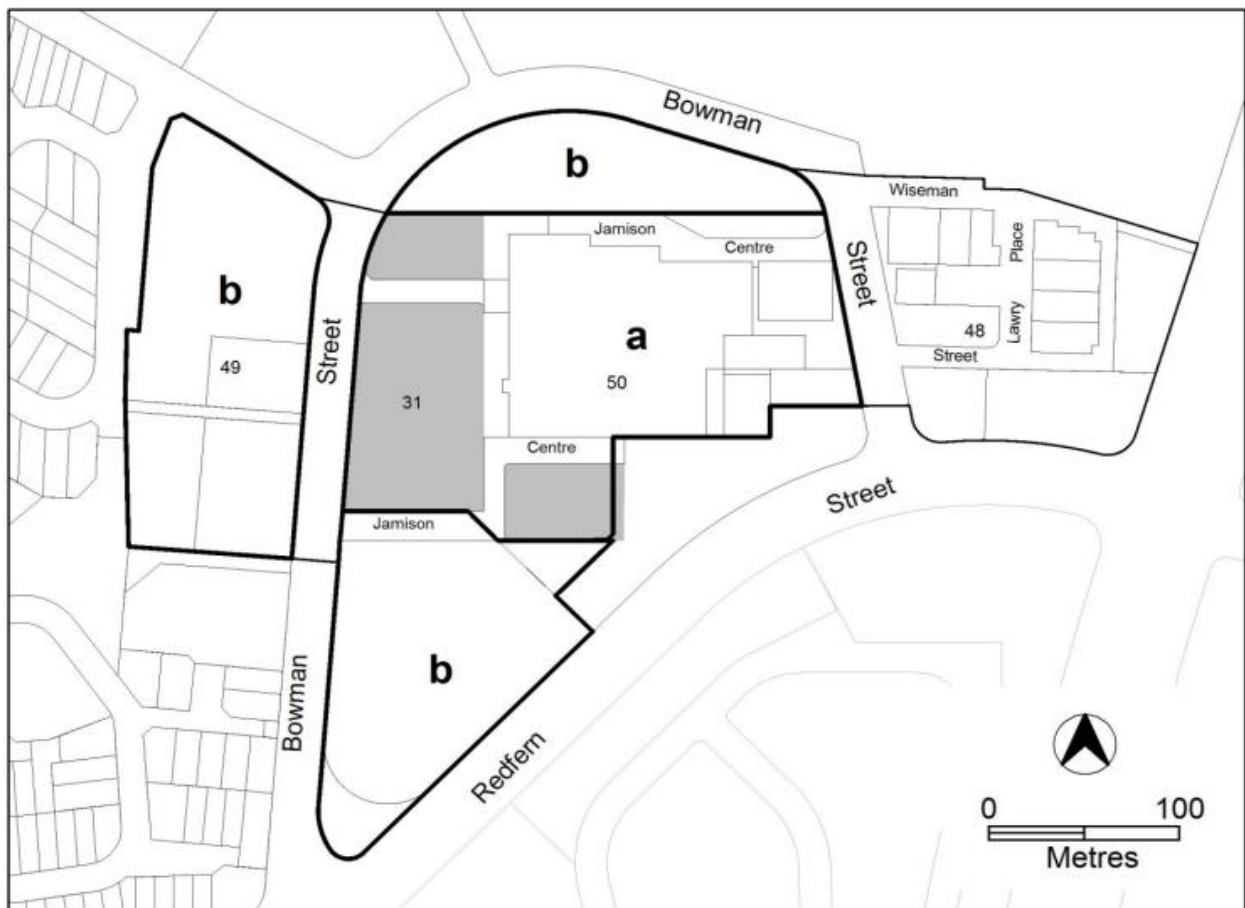 Bowman
b
Wiseman
Jamison
Centre
Place
Street
b
Street
a
48
Lawry
Street
49
50
31
Centre
Street
Jamison
b
Bowman
Redfern
0 100
Metres